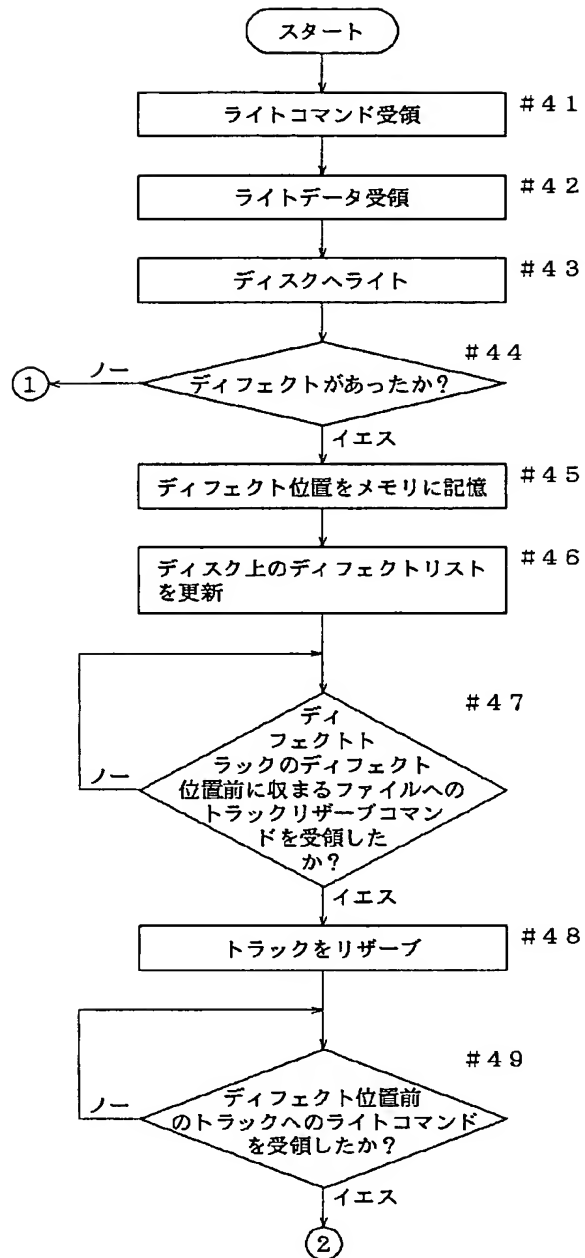 スタート
ライトコマンド受領
#41
ライトデータ受領
#42
ディスクへライト
#43
ディフェクトがあったか?
#44
ノー
①
イエス
ディフェクト位置をメモリに記憶
#45
ディスク上のディフェクトリスト
を更新
#46
#47
ディ
フェクトト
ラックのディフェクト
位置前に収まるファイルへの
トラックリザーブコマン
ドを受領した
か?
ノー
イエス
トラックをリザーブ
#48
#49
ディフェクト位置前
のトラックへのライトコマンド
を受領したか?
ノー
イエス
②